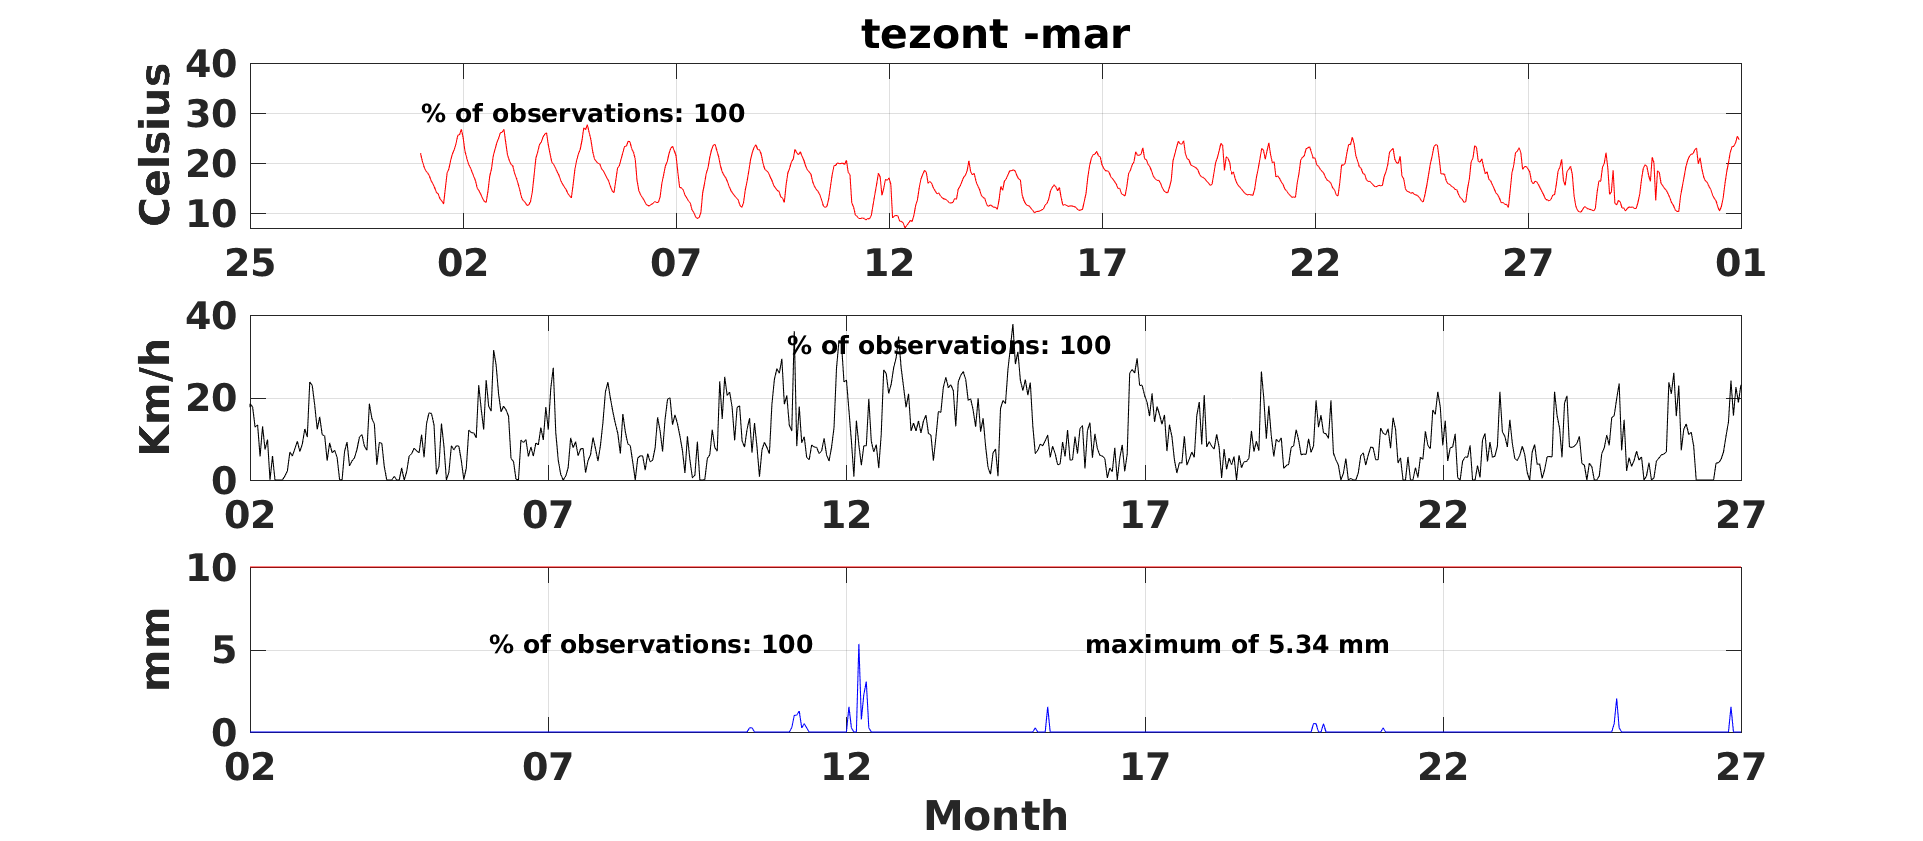 tezont -mar
40
30
20
10
Celsius
% of observations: 100
25 02 07 12 17 22 27 01
40
20
0
Km/h
% of observations: 100
02 07 12 17 22 27
10
5
0
mm
% of observations: 100 maximum of 5.34 mm
02 07 12 17 22 27
Month